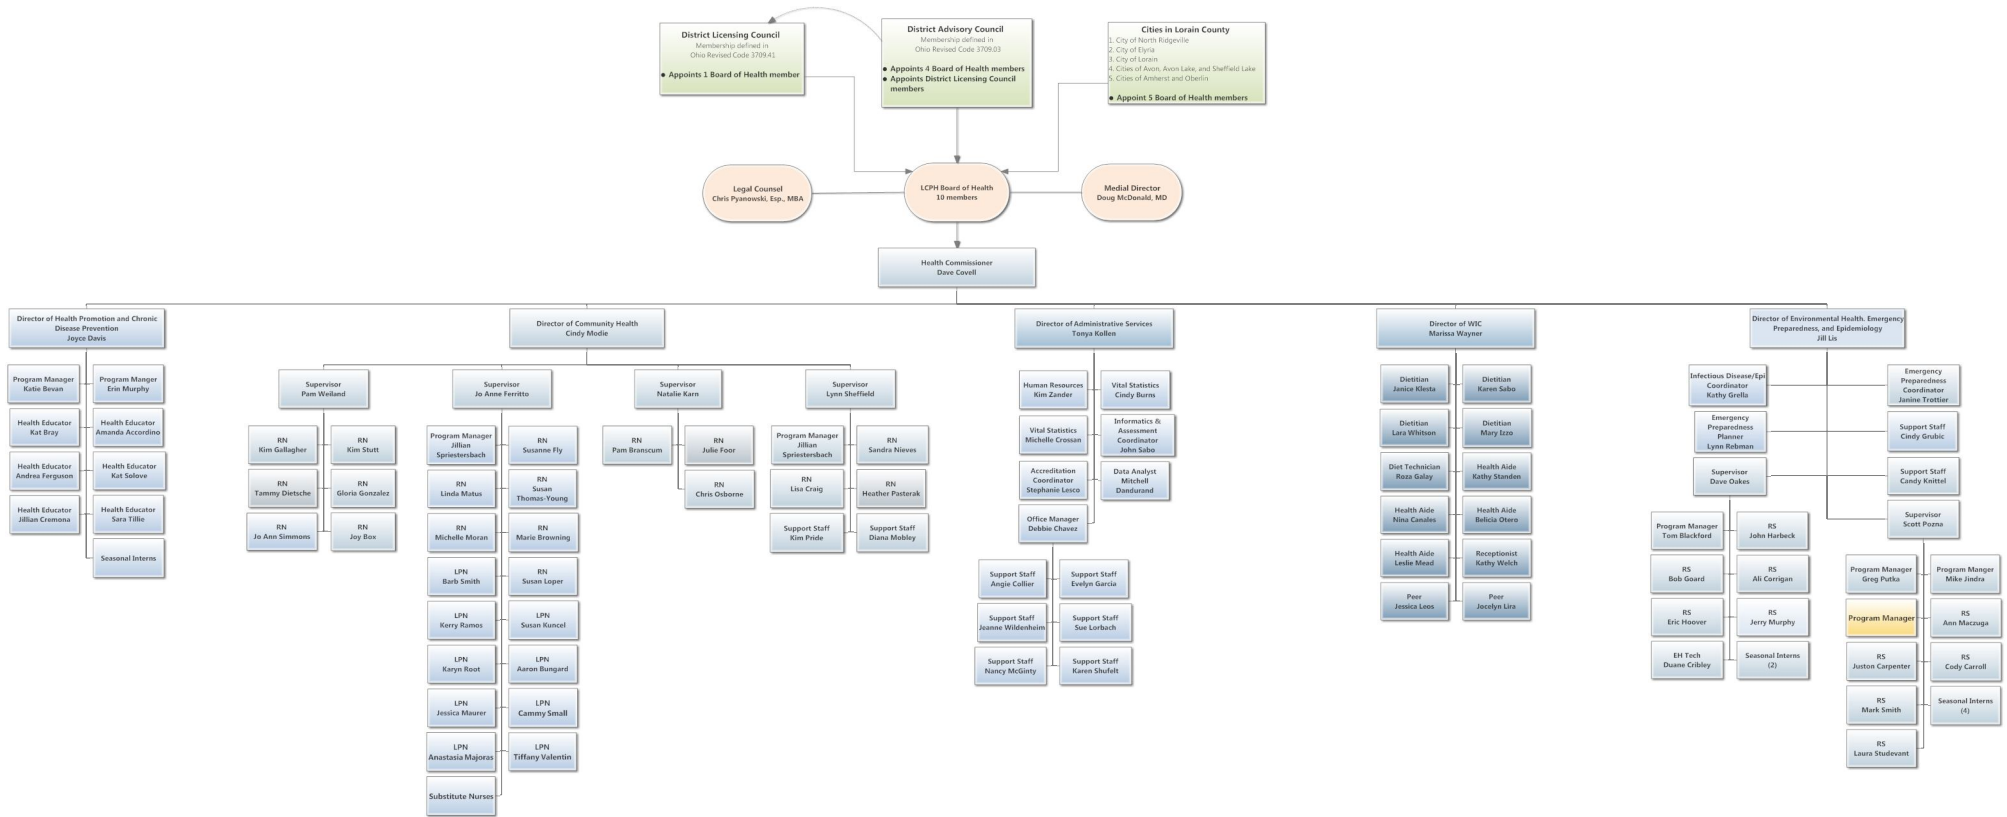 District Licensing Council
Membership defined in
Ohio Revised Code 3709.41
● Appoints 1 Board of Health member
District Advisory Council
Membership defined in
Ohio Revised Code 3709.03
● Appoints 4 Board of Health members
● Appoints District Licensing Council
members
Cities in Lorain County
1. City of North Ridgeville
2. City of Elyria
3. City of Lorain
4. Cities of Avon, Avon Lake, and Sheffield Lake
5. Cities of Amherst and Oberlin
● Appoint 5 Board of Health members
Legal Counsel
Chris Pyanowski, Esp., MBA
LCPH Board of Health
10 members
Medial Director
Doug McDonald, MD
Health Commissioner
Dave Covell
Director of Health Promotion and Chronic
Disease Prevention
Joyce Davis
Program Manager
Katie Bevan
Program Manger
Erin Murphy
Health Educator
Kat Bray
Health Educator
Amanda Accordino
Health Educator
Andrea Ferguson
Health Educator
Kat Solove
Health Educator
Jillian Cremona
Health Educator
Sara Tillie
Seasonal Interns
Director of Community Health
Cindy Modie
Supervisor
Pam Weiland
RN
Kim Gallagher
RN
Kim Stutt
RN
Tammy Dietsche
RN
Gloria Gonzalez
RN
Jo Ann Simmons
RN
Joy Box
Supervisor
Jo Anne Ferritto
Program Manager
Jillian
Spriestersbach
RN
Susanne Fly
RN
Linda Matus
RN
Susan
Thomas-Young
RN
Michelle Moran
RN
Marie Browning
LPN
Barb Smith
RN
Susan Loper
LPN
Kerry Ramos
LPN
Susan Kuncel
LPN
Karyn Root
LPN
Aaron Bungard
LPN
Jessica Maurer
LPN
Cammy Small
LPN
Anastasia Majoras
LPN
Tiffany Valentin
Substitute Nurses
Supervisor
Natalie Karn
RN
Pam Branscum
RN
Julie Foor
RN
Chris Osborne
Supervisor
Lynn Sheffield
Program Manager
Jillian
Spriestersbach
RN
Sandra Nieves
RN
Lisa Craig
RN
Heather Pasterak
Support Staff
Kim Pride
Support Staff
Diana Mobley
Director of Administrative Services
Tonya Kollen
Human Resources
Kim Zander
Vital Statistics
Cindy Burns
Vital Statistics
Michelle Crossan
Informatics &
Assessment
Coordinator
John Sabo
Accreditation
Coordinator
Stephanie Lesco
Data Analyst
Mitchell
Dandurand
Office Manager
Debbie Chavez
Support Staff
Angie Collier
Support Staff
Evelyn Garcia
Support Staff
Jeanne Wildenheim
Support Staff
Sue Lorbach
Support Staff
Nancy McGinty
Support Staff
Karen Shufelt
Director of WIC
Marissa Wayner
Dietitian
Janice Klesta
Dietitian
Karen Sabo
Dietitian
Lara Whitson
Dietitian
Mary Izzo
Diet Technician
Roza Galay
Health Aide
Kathy Standen
Health Aide
Nina Canales
Health Aide
Belicia Otero
Health Aide
Leslie Mead
Receptionist
Kathy Welch
Peer
Jessica Leos
Peer
Jocelyn Lira
Director of Environmental Health, Emergency
Preparedness, and Epidemiology
Jill Lis
Infectious Disease/Epi
Coordinator
Kathy Grella
Emergency
Preparedness
Coordinator
Janine Trottier
Emergency
Preparedness
Planner
Lynn Rebman
Support Staff
Cindy Grubic
Supervisor
Dave Oakes
Support Staff
Candy Knittel
Supervisor
Scott Pozna
Program Manager
Tom Blackford
RS
John Harbeck
RS
Bob Goard
RS
Ali Corrigan
RS
Eric Hoover
RS
Jerry Murphy
EH Tech
Duane Cribley
Seasonal Interns
(2)
Program Manager
Greg Putka
Program Manger
Mike Jindra
Program Manager
RS
Ann Maczuga
RS
Juston Carpenter
RS
Cody Carroll
RS
Mark Smith
Seasonal Interns
(4)
RS
Laura Studevant